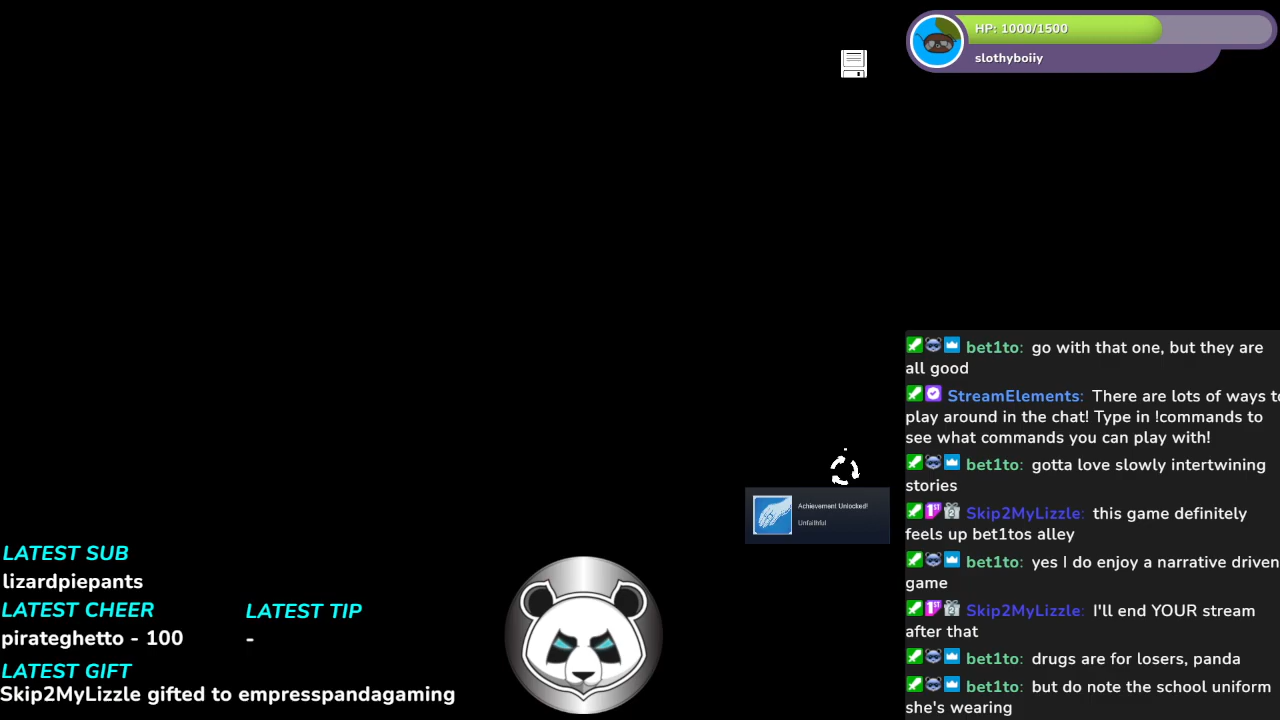 HP: 1000/1500
slothyboiiy
bet1to: go with that one, but they are
all good
StreamElements: There are lots of ways to
play around in the chat! Type in !commands to
see what commands you can play with!
bet1to: gotta love slowly intertwining
stories
Skip2MyLizzle: this game definitely
feels up bet1tos alley
bet1to: yes I do enjoy a narrative driven
game
Skip2MyLizzle: I'll end YOUR stream
after that
bet1to: drugs are for losers, panda
bet1to: but do note the school uniform
she's wearing
Achievement Unlocked!
Unfaithful
LATEST SUB
lizardpiepants
LATEST CHEER
pirateghetto - 100
LATEST TIP
-
LATEST GIFT
Skip2MyLizzle gifted to empresspandagaming